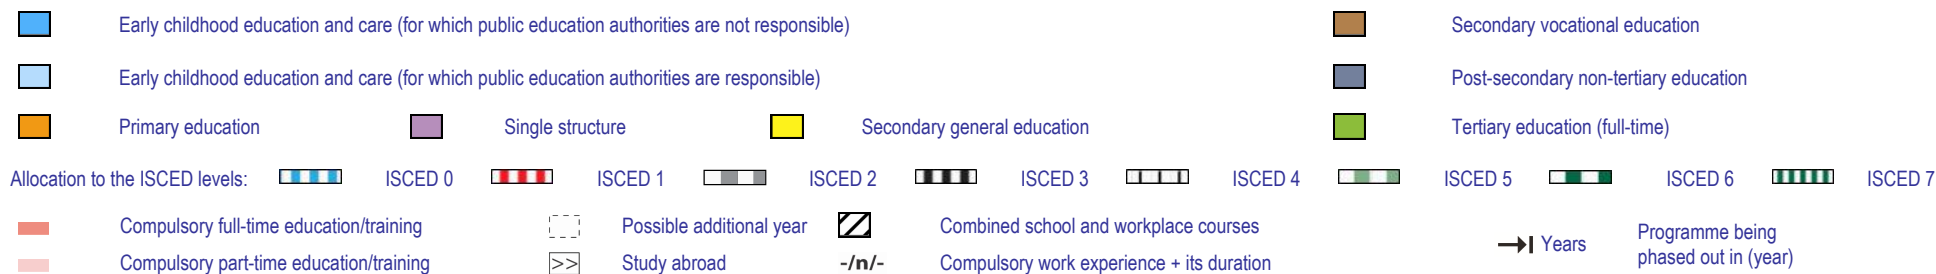 Early childhood education and care (for which public education authorities are not responsible) Secondary vocational education
Early childhood education and care (for which public education authorities are responsible) Post-secondary non-tertiary education
Primary education Single structure Secondary general education Tertiary education (full-time)
Allocation to the ISCED levels: ISCED 0 ISCED 1 ISCED 2 ISCED 3 ISCED 4 ISCED 5 ISCED 6 ISCED 7
Compulsory full-time education/training Possible additional year Combined school and workplace courses Years Programme being
phased out in (year)
Compulsory part-time education/training >> Study abroad -/n/- Compulsory work experience + its duration